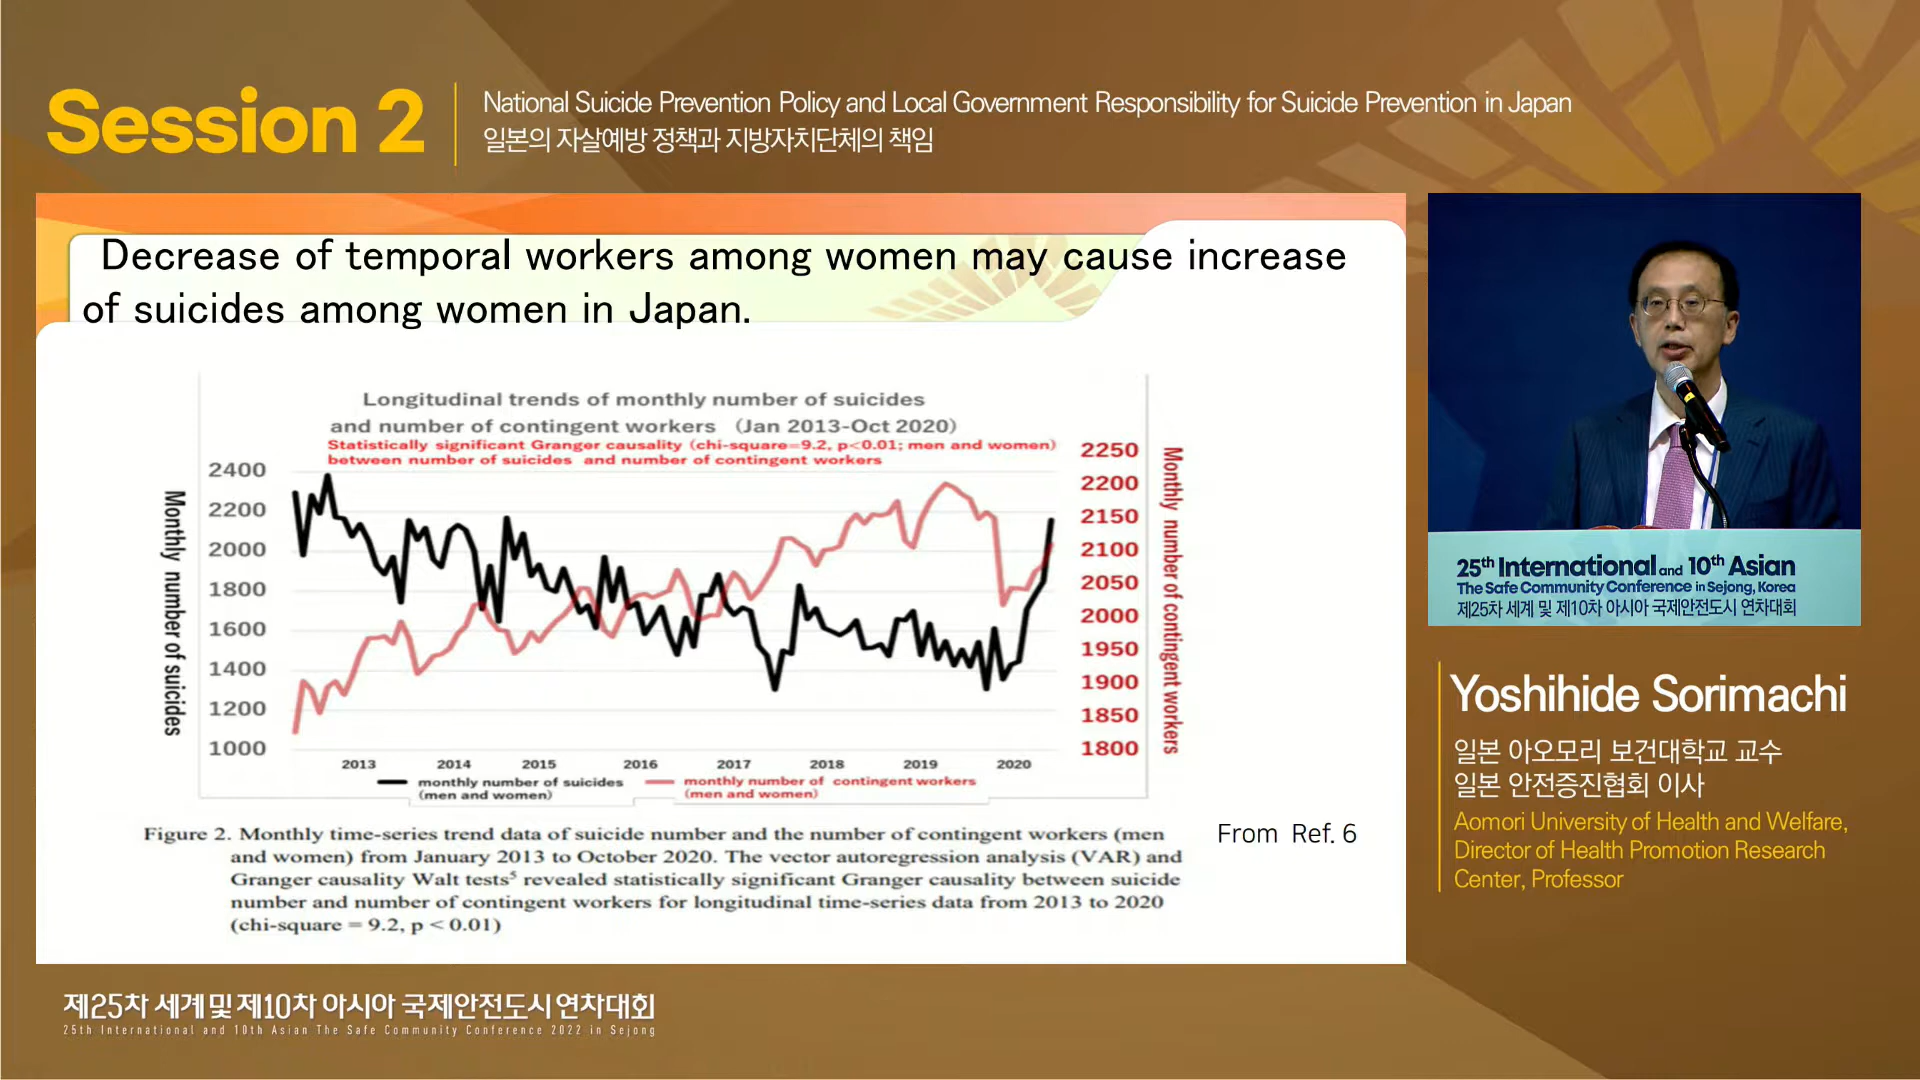 Session 2
National Suicide Prevention Policy and Local Government Responsibility for Suicide Prevention in Japan
일본의 자살예방 정책과 지방자치단체의 책임
Decrease of temporal workers among women may cause increase
of suicides among women in Japan.
Longitudinal trends of monthly number of suicides
and number of contingent workers (Jan 2013-Oct 2020)
Statistically significant Granger causality (chi-square=9.2, p<0.01; men and women)
between number of suicides and number of contingent workers
Monthly number of suicides
2400
2200
2000
1800
1600
1400
1200
1000
2250
2200
2150
2100
2050
2000
1950
1900
1850
1800
Monthly number of contingent workers
2013 2014 2015 2016 2017 2018 2019 2020
monthly number of suicides
(men and women)
monthly number of contingent workers
(men and women)
Figure 2. Monthly time-series trend data of suicide number and the number of contingent workers (men
and women) from January 2013 to October 2020. The vector autoregression analysis (VAR) and
Granger causality Walt tests⁵ revealed statistically significant Granger causality between suicide
number and number of contingent workers for longitudinal time-series data from 2013 to 2020
(chi-square = 9.2, p < 0.01)
From Ref. 6
25th International and 10th Asian
The Safe Community Conference in Sejong, Korea
제25차 세계 및 제10차 아시아 국제안전도시 연차대회
Yoshihide Sorimachi
일본 아오모리 보건대학교 교수
일본 안전증진협회 이사
Aomori University of Health and Welfare,
Director of Health Promotion Research
Center, Professor
제25차 세계 및 제10차 아시아 국제안전도시 연차대회
25th International and 10th Asian The Safe Community Conference 2022 in Sejong